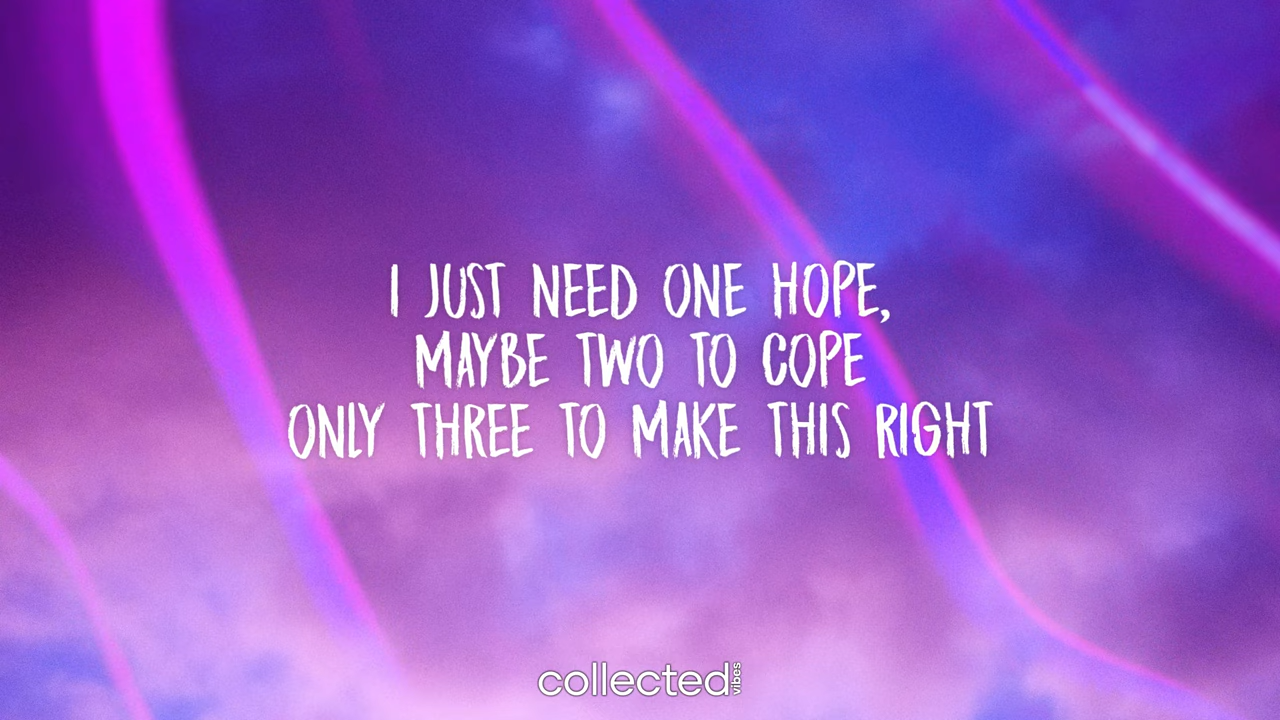 I JUST NEED ONE HOPE,
MAYBE TWO TO COPE
ONLY THREE TO MAKE THIS RIGHT
collected vibes